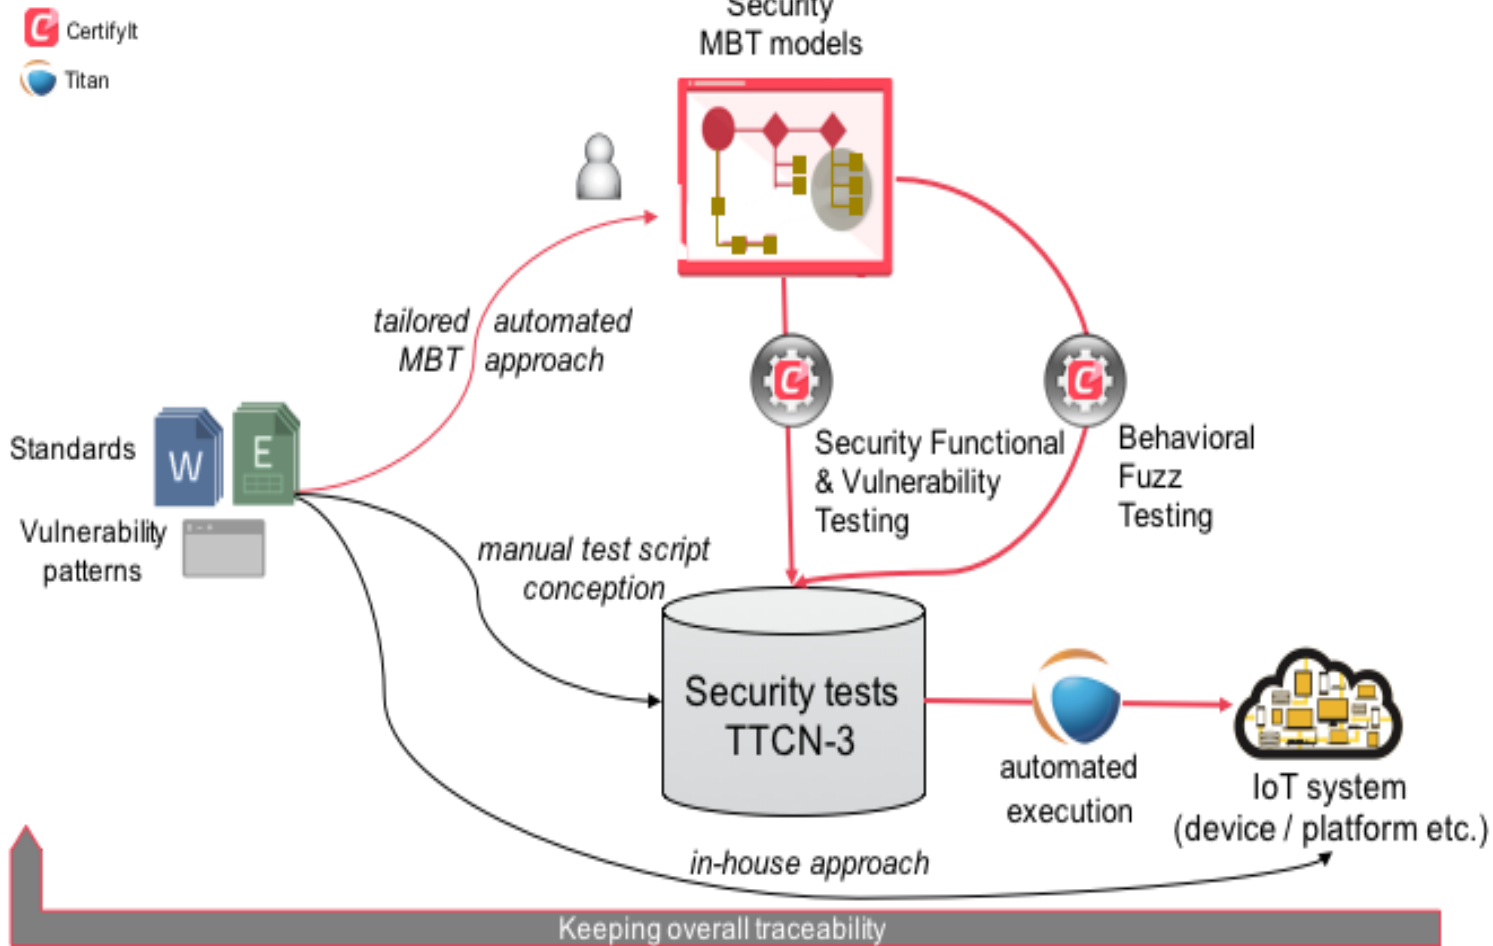 CertifyIt
Titan
Security
MBT models
tailored automated
MBT approach
Standards
W
E
Vulnerability
patterns
C
C
Security Functional
& Vulnerability
Testing
Behavioral
Fuzz
Testing
manual test script
conception
Security tests
TTCN-3
automated
execution
IoT system
(device / platform etc.)
in-house approach
Keeping overall traceability